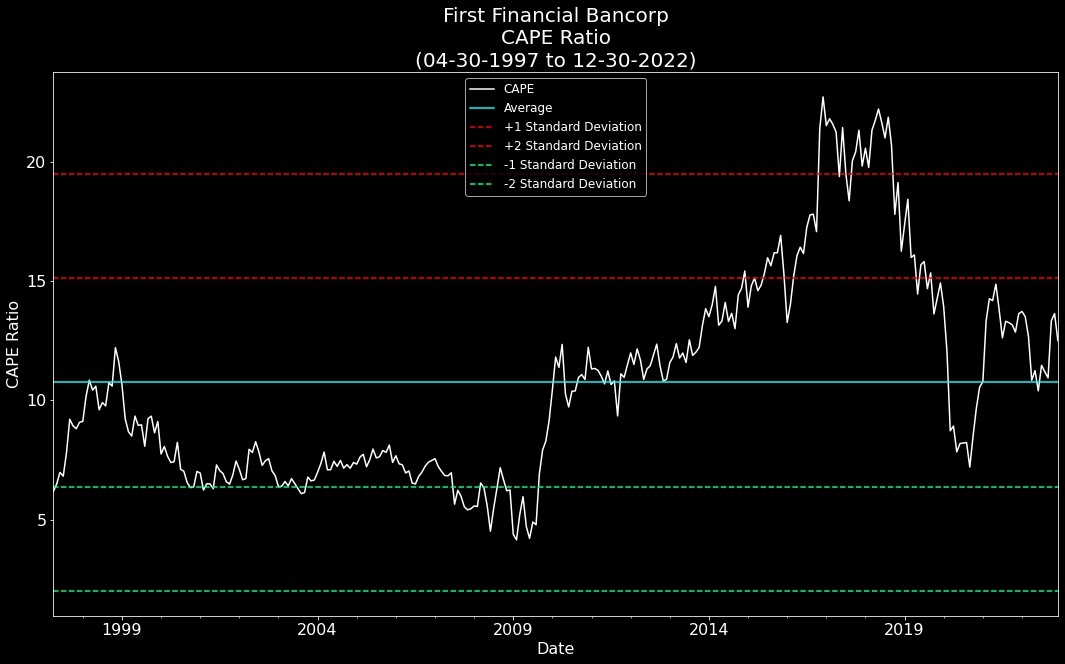 First Financial Bancorp
CAPE Ratio
(04-30-1997 to 12-30-2022)
CAPE
Average
+1 Standard Deviation
+2 Standard Deviation
-1 Standard Deviation
-2 Standard Deviation
CAPE Ratio
20
15
10
5
1999
2004
2009
2014
2019
Date